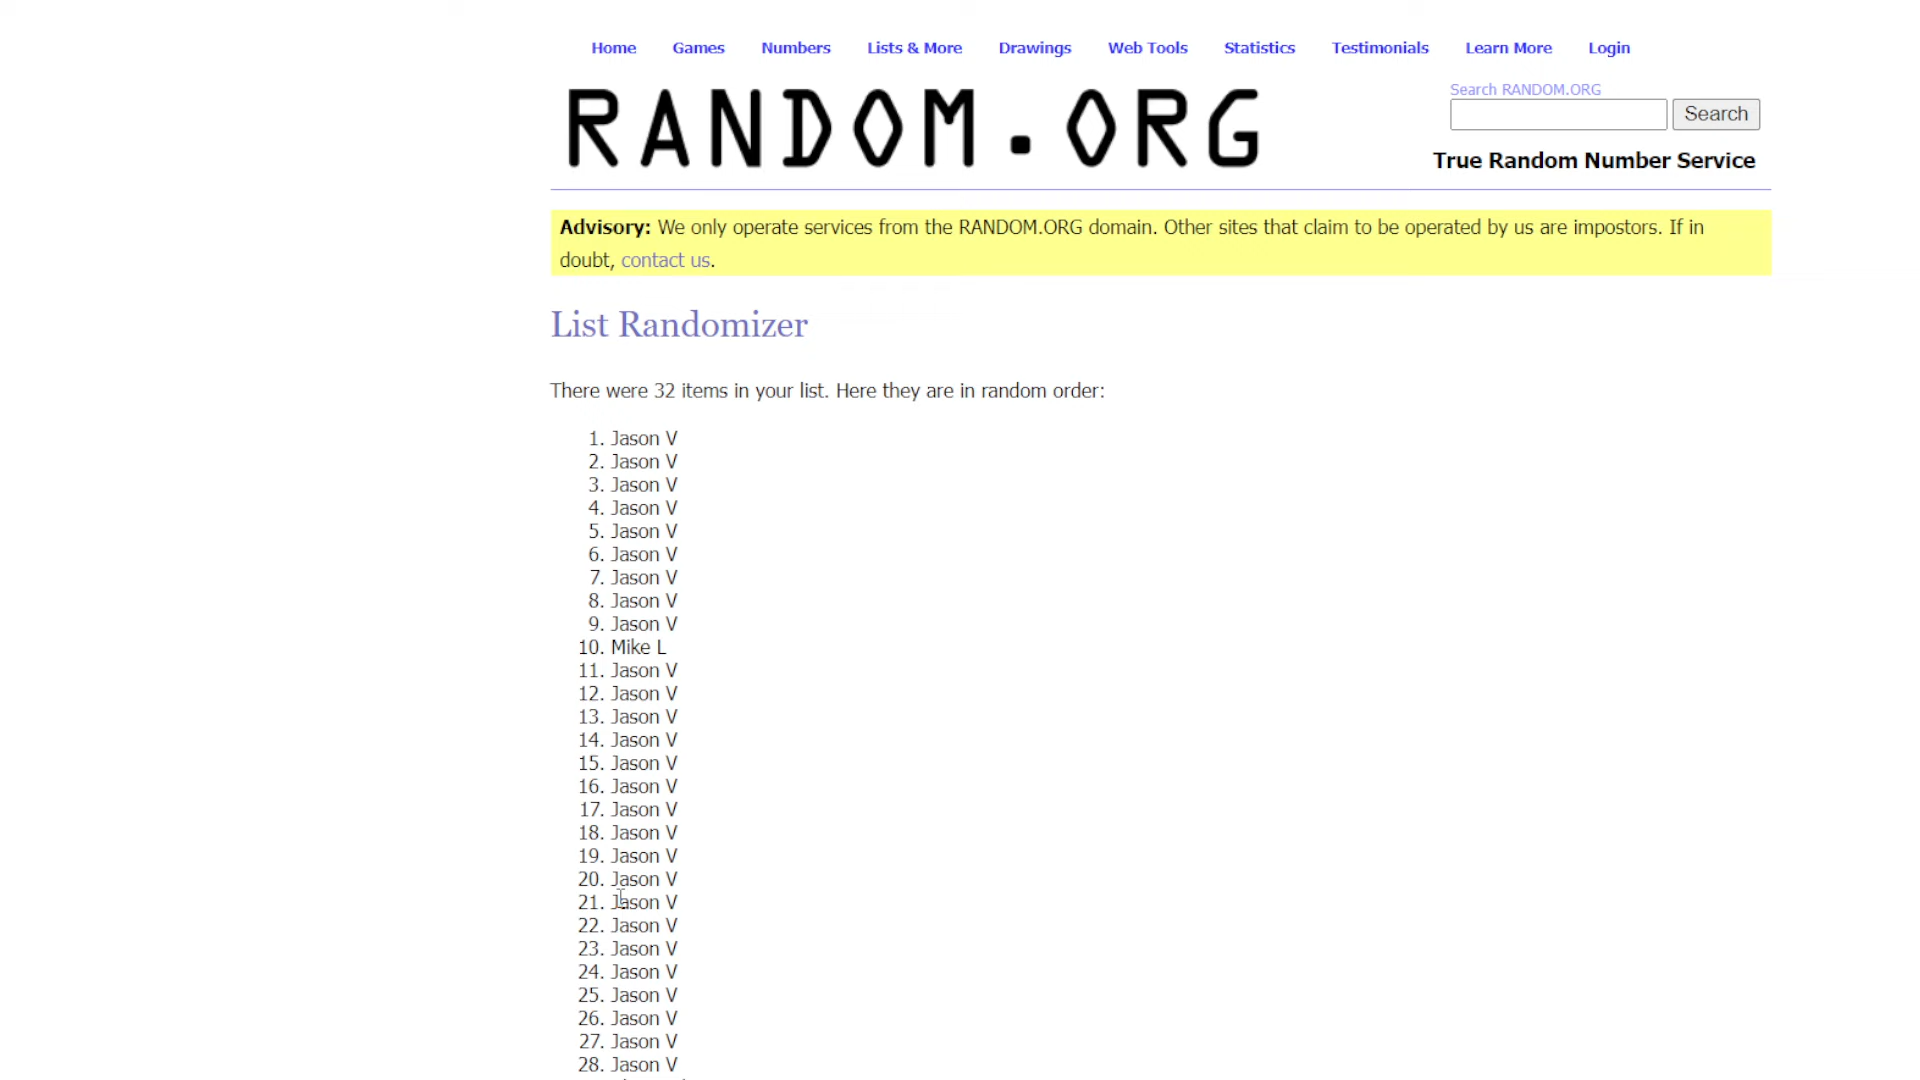 Home Games Numbers Lists & More Drawings Web Tools Statistics Testimonials Learn More Login
RANDOM.ORG
Search RANDOM.ORG
Search
True Random Number Service
Advisory: We only operate services from the RANDOM.ORG domain. Other sites that claim to be operated by us are impostors. If in
doubt, contact us.
List Randomizer
There were 32 items in your list. Here they are in random order:
1. Jason V
2. Jason V
3. Jason V
4. Jason V
5. Jason V
6. Jason V
7. Jason V
8. Jason V
9. Jason V
10. Mike L
11. Jason V
12. Jason V
13. Jason V
14. Jason V
15. Jason V
16. Jason V
17. Jason V
18. Jason V
19. Jason V
20. Jason V
21. Jason V
22. Jason V
23. Jason V
24. Jason V
25. Jason V
26. Jason V
27. Jason V
28. Jason V